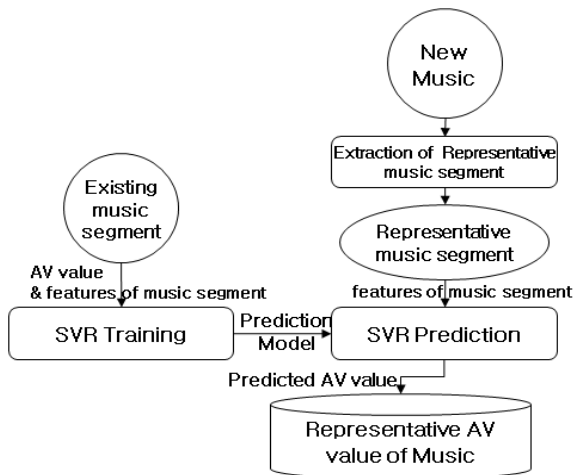 New
Music
Extraction of Representative
music segment
Existing
music
segment
Representative
music segment
AV value
& features of music segment
features of music segment
SVR Training
Prediction
Model
SVR Prediction
Predicted AV value
Representative AV
value of Music